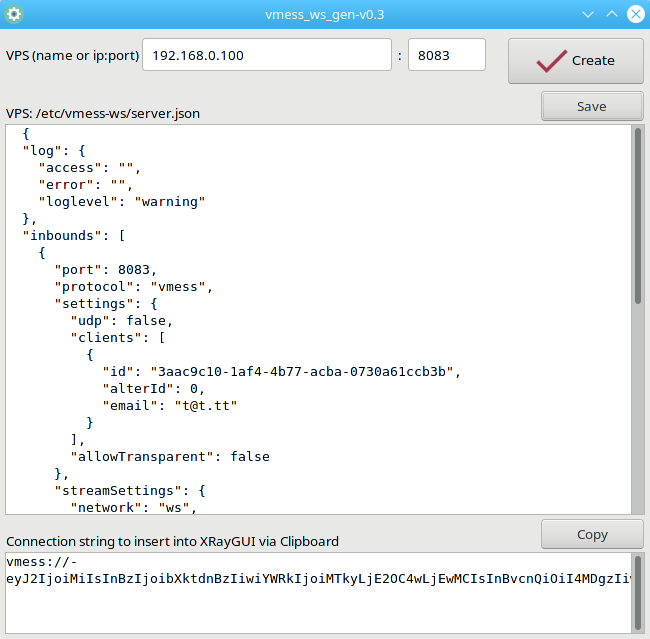 vmess_ws_gen-v0.3
VPS (name or ip:port) 192.168.0.100 : 8083 Create
Save
VPS: /etc/vmess-ws/server.json
{
"log": {
"access": "",
"error": "",
"loglevel": "warning"
},
"inbounds": [
{
"port": 8083,
"protocol": "vmess",
"settings": {
"udp": false,
"clients": [
{
"id": "3aac9c10-1af4-4b77-acba-0730a61ccb3b",
"alterId": 0,
"email": "t@t.tt"
}
],
"allowTransparent": false
},
"streamSettings": {
"network": "ws",
Copy
Connection string to insert into XRayGUI via Clipboard
vmess://-
eyJ2IjoiMiIsInBzIjoibXktdnBzIiwiYWRkIjoiMTkyLjE2OC4wLjEwMCIsInBvcnQiOiI4MDgzIi